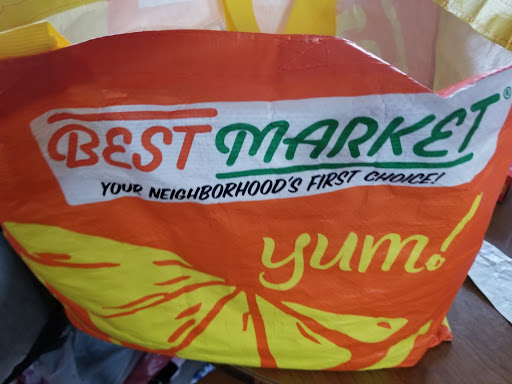 BEST MARKET®
YOUR NEIGHBORHOOD'S FIRST CHOICE!
yum!